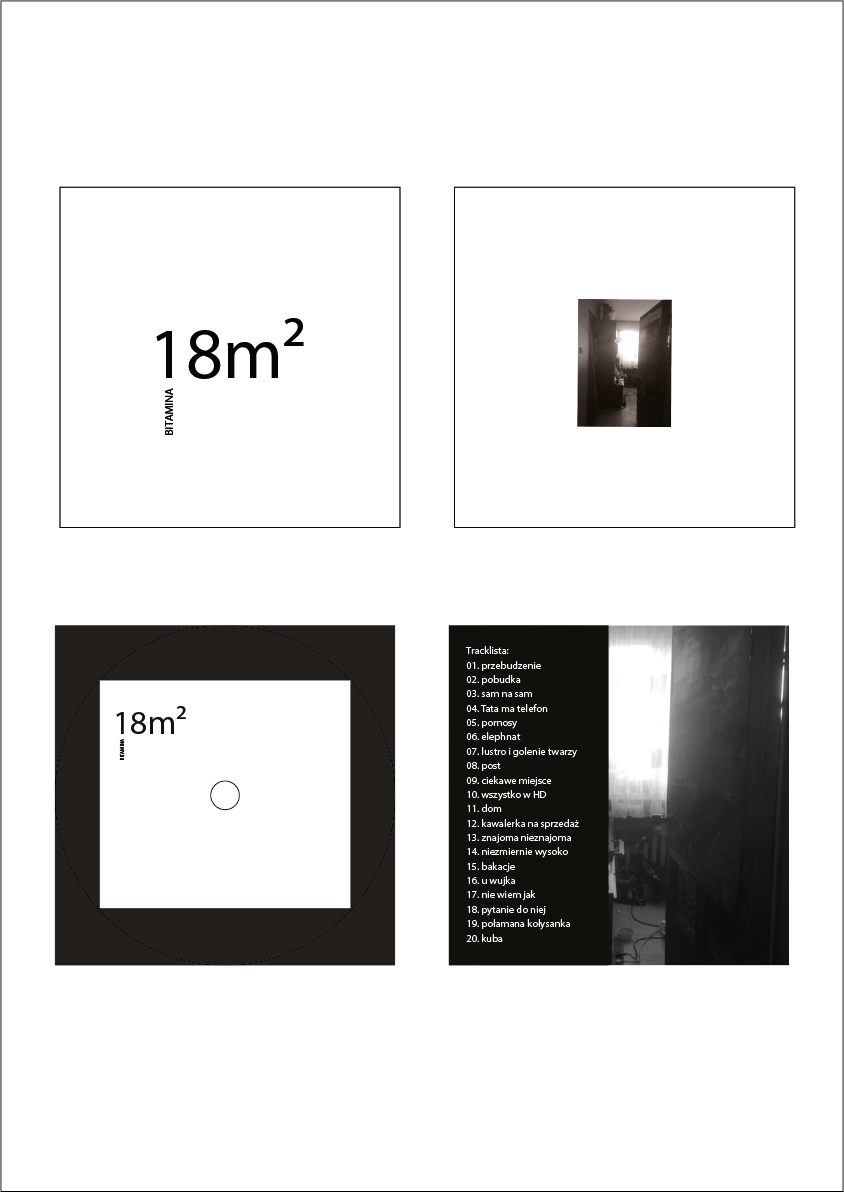 18m²
BITAMINA
18m²
BITAMINA
Tracklista:
01. przebudzenie
02. pobudka
03. sam na sam
04. Tata ma telefon
05. pornosy
06. elephnat
07. lustro i golenie twarzy
08. post
09. ciekawe miejsce
10. wszystko w HD
11. dom
12. kawalerka na sprzedaż
13. znajoma nieznajoma
14. niezmiernie wysoko
15. bakacje
16. u wujka
17. nie wiem jak
18. pytanie do niej
19. połamana kołysanka
20. kuba